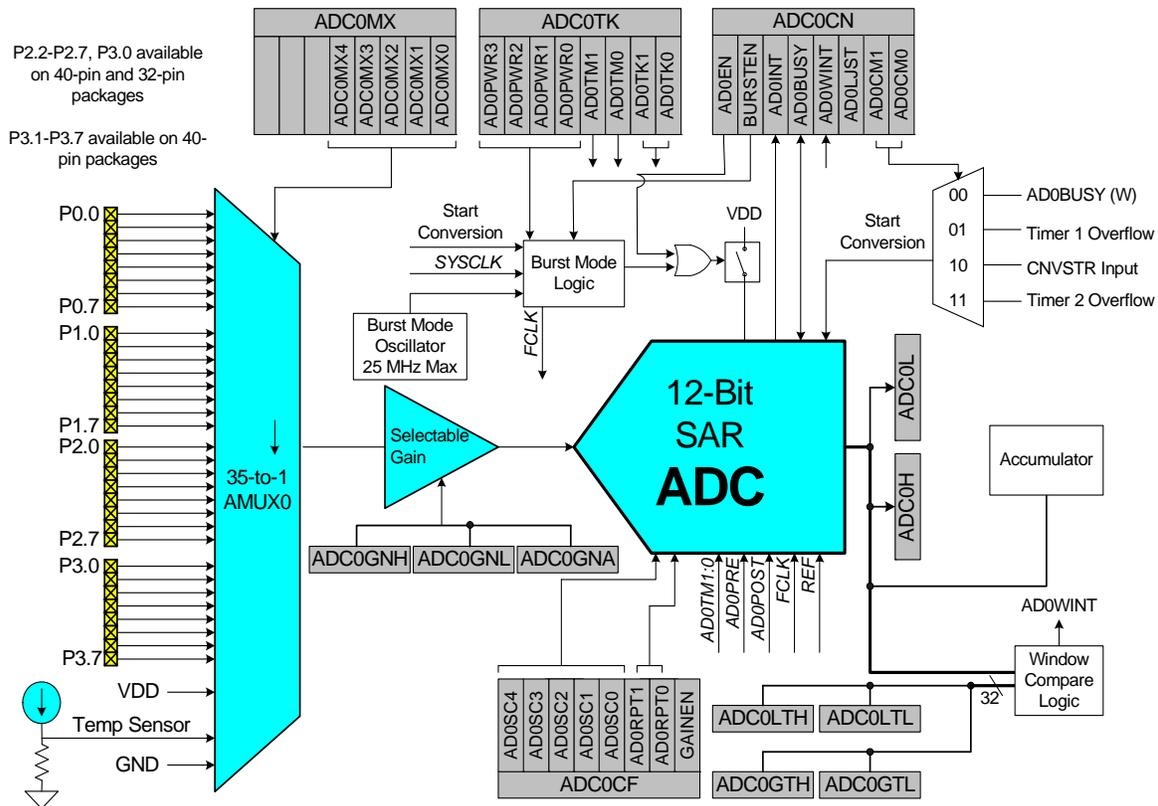 ADC0MX
ADC0MX4
ADC0MX3
ADC0MX2
ADC0MX1
ADC0MX0
ADC0TK
AD0PWR3
AD0PWR2
AD0PWR1
AD0PWR0
AD0TM1
AD0TM0
AD0TK1
AD0TK0
ADC0CN
AD0EN
BURSTEN
AD0INT
AD0BUSY
AD0WINT
AD0LJST
AD0CM1
AD0CM0
P2.2-P2.7, P3.0 available
on 40-pin and 32-pin
packages
P3.1-P3.7 available on 40-
pin packages
P0.0
P0.7
P1.0
P1.7
P2.0
P2.7
P3.0
P3.7
VDD
Temp Sensor
GND
35-to-1
AMUX0
Start
Conversion
SYSCLK
Burst Mode
Logic
Burst Mode
Oscillator
25 MHz Max
FCLK
VDD
Start
Conversion
00
01
10
11
AD0BUSY (W)
Timer 1 Overflow
CNVSTR Input
Timer 2 Overflow
Selectable
Gain
ADC0GNH
ADC0GNL
ADC0GNA
12-Bit
SAR
ADC
ADC0L
ADC0H
Accumulator
AD0TM1:0
AD0PRE
AD0POST
FCLK
REF
AD0WINT
Window
Compare
Logic
32
ADC0LTH
ADC0LTL
ADC0GTH
ADC0GTL
AD0SC4
AD0SC3
AD0SC2
AD0SC1
AD0SC0
AD0RPT1
AD0RPT0
GAINEN
ADC0CF